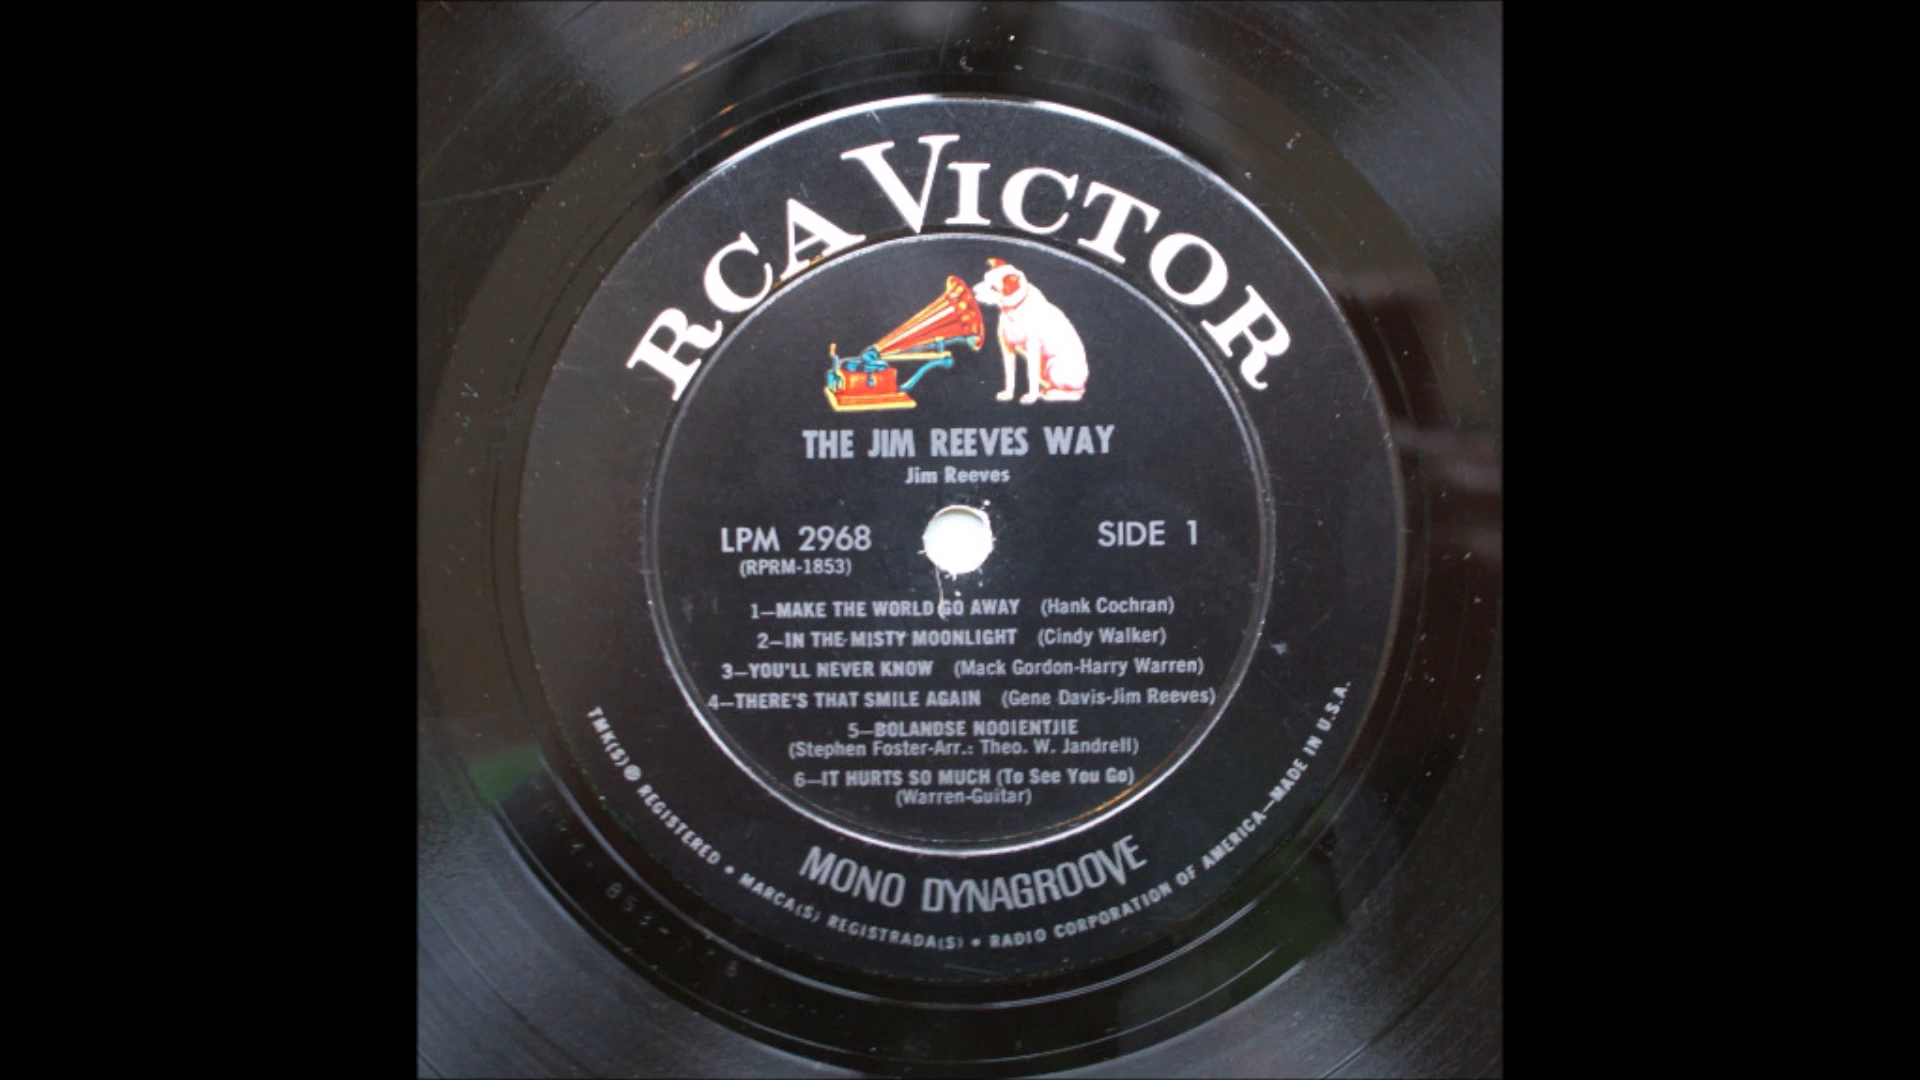 RCA VICTOR
THE JIM REEVES WAY
Jim Reeves
LPM 2968
(RPRM-1853)
SIDE 1
1—MAKE THE WORLD GO AWAY (Hank Cochran)
2—IN THE MISTY MOONLIGHT (Cindy Walker)
3—YOU'LL NEVER KNOW (Mack Gordon-Harry Warren)
4—THERE'S THAT SMILE AGAIN (Gene Davis-Jim Reeves)
5—BOLANDSE NOOIENTJIE
(Stephen Foster-Arr.: Theo. W. Jandrell)
6—IT HURTS SO MUCH (To See You Go)
(Warren-Guitar)
MONO DYNAGROOVE
TMK(S) ® REGISTERED • MARCA(S) REGISTRADA(S) • RADIO CORPORATION OF AMERICA—MADE IN U.S.A.